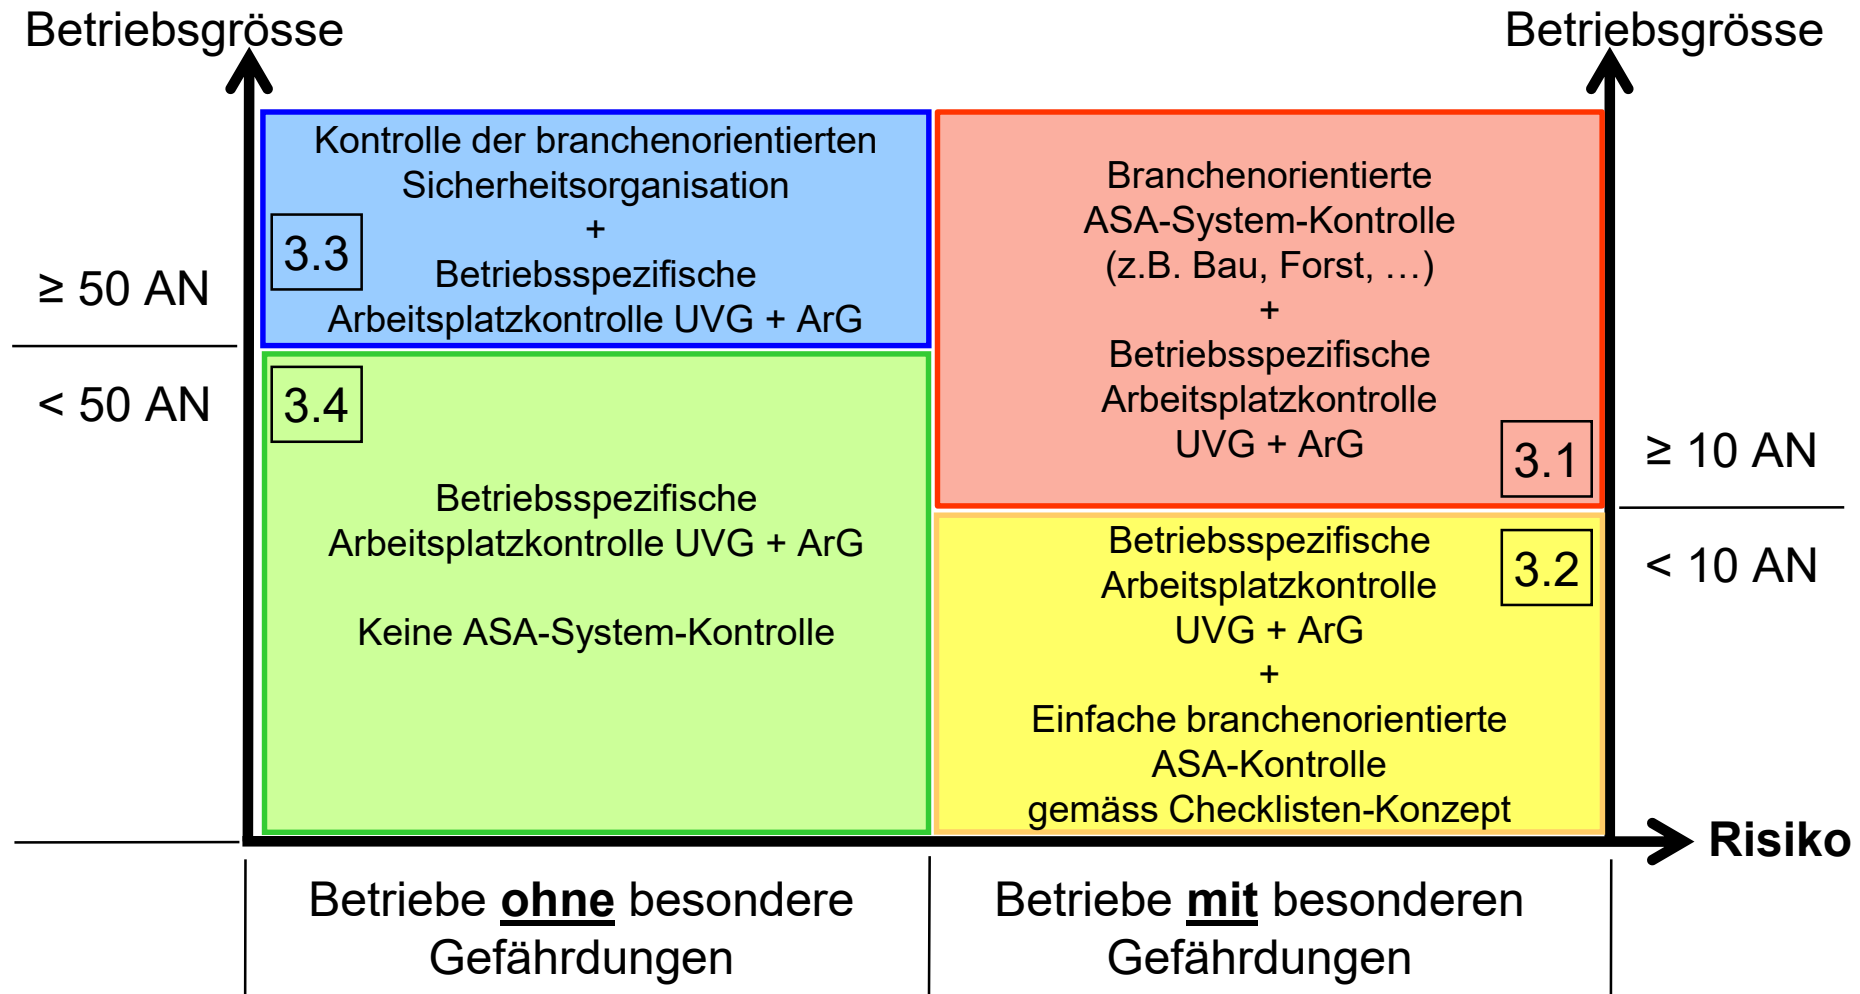 Betriebsgrösse
Betriebsgrösse
Kontrolle der branchenorientierten
Sicherheitsorganisation
+
Betriebsspezifische
Arbeitsplatzkontrolle UVG + ArG
3.3
≥ 50 AN
< 50 AN
3.4
Betriebsspezifische
Arbeitsplatzkontrolle UVG + ArG
Keine ASA-System-Kontrolle
Branchenorientierte
ASA-System-Kontrolle
(z.B. Bau, Forst, …)
+
Betriebsspezifische
Arbeitsplatzkontrolle
UVG + ArG
3.1
≥ 10 AN
< 10 AN
3.2
Betriebsspezifische
Arbeitsplatzkontrolle
UVG + ArG
+
Einfache branchenorientierte
ASA-Kontrolle
gemäss Checklisten-Konzept
Risiko
Betriebe ohne besondere
Gefährdungen
Betriebe mit besonderen
Gefährdungen